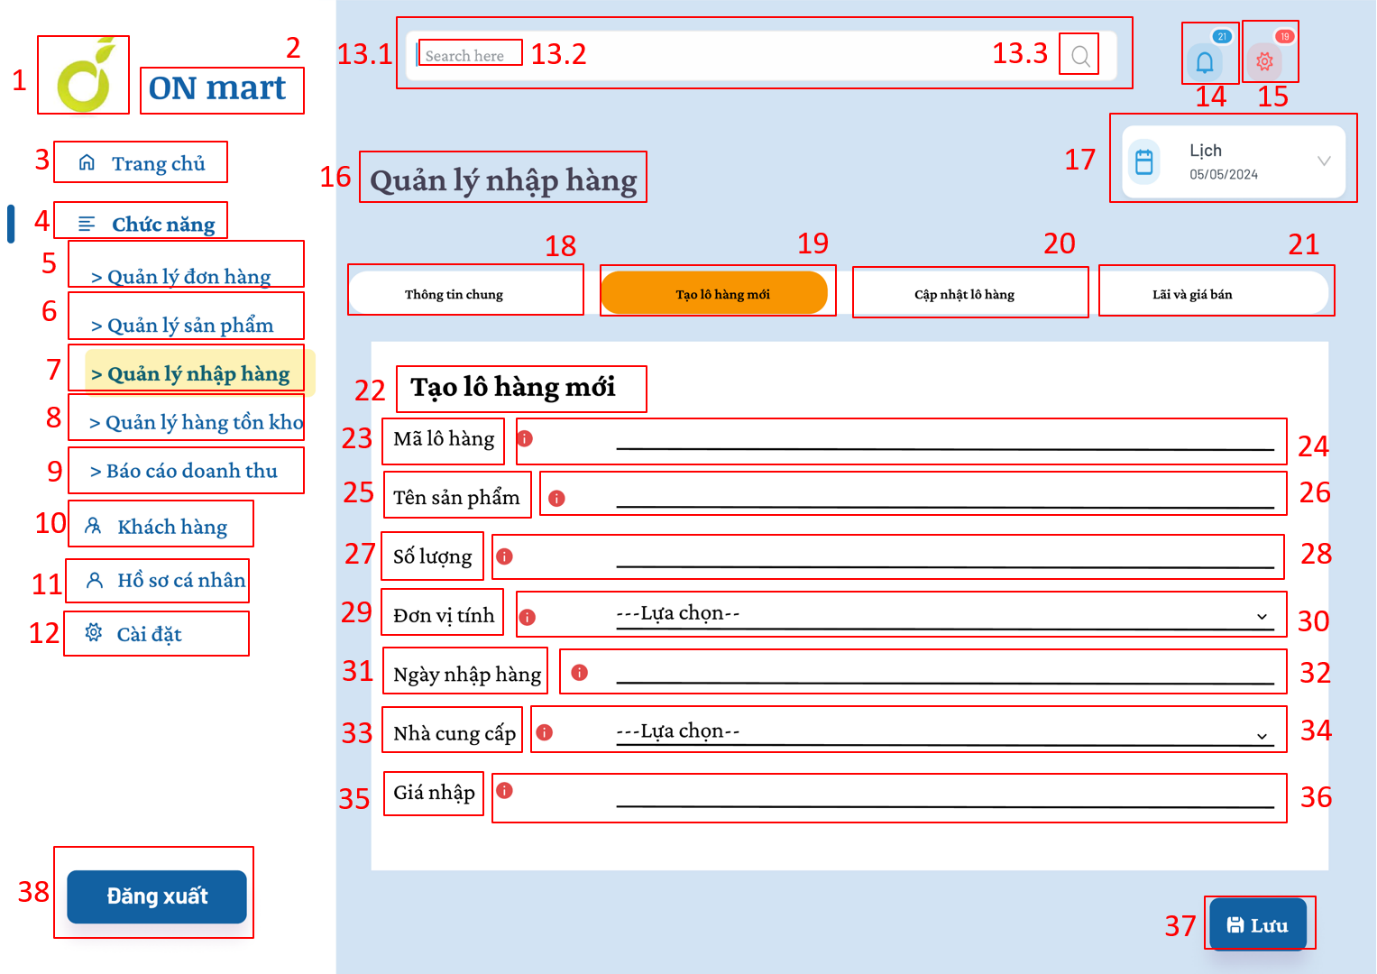 1
2
ON mart
3
Trang chủ
4
Chức năng
5
> Quản lý đơn hàng
6
> Quản lý sản phẩm
7
> Quản lý nhập hàng
8
> Quản lý hàng tồn kho
9
> Báo cáo doanh thu
10
Khách hàng
11
Hồ sơ cá nhân
12
Cài đặt
38
Đăng xuất
13.1
Search here
13.2
13.3
21
14
19
15
16
Quản lý nhập hàng
17
Lịch
05/05/2024
18
19
20
21
Thông tin chung
Tạo lô hàng mới
Cập nhật lô hàng
Lãi và giá bán
22
Tạo lô hàng mới
23
Mã lô hàng
24
25
Tên sản phẩm
26
27
Số lượng
28
29
Đơn vị tính
---Lựa chọn--
30
31
Ngày nhập hàng
32
33
Nhà cung cấp
---Lựa chọn--
34
35
Giá nhập
36
37
Lưu